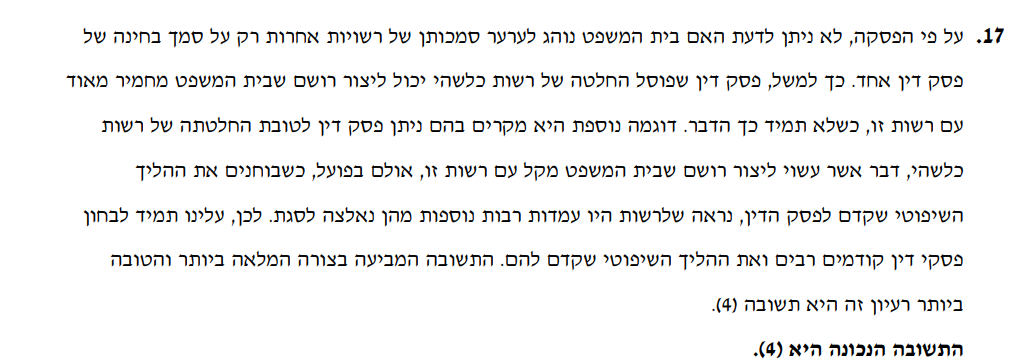 17. על פי הפסקה, לא ניתן לדעת האם בית המשפט נוהג לערער סמכותן של רשויות אחרות רק על סמך בחינה של
פסק דין אחד. כך למשל, פסק דין שפוסל החלטה של רשות כלשהי יכול ליצור רושם שבית המשפט מחמיר מאוד
עם רשות זו, כשלא תמיד כך הדבר. דוגמה נוספת היא מקרים בהם ניתן פסק דין לטובת החלטתה של רשות
כלשהי, דבר אשר עשוי ליצור רושם שבית המשפט מקל עם רשות זו, אולם בפועל, כשבוחנים את ההליך
השיפוטי שקדם לפסק הדין, נראה שלרשות היו עמדות רבות נוספות מהן נאלצה לסגת. לכן, עלינו תמיד לבחון
פסקי דין קודמים רבים ואת ההליך השיפוטי שקדם להם. התשובה המביעה בצורה המלאה ביותר והטובה
ביותר רעיון זה היא תשובה (4).
התשובה הנכונה היא (4).